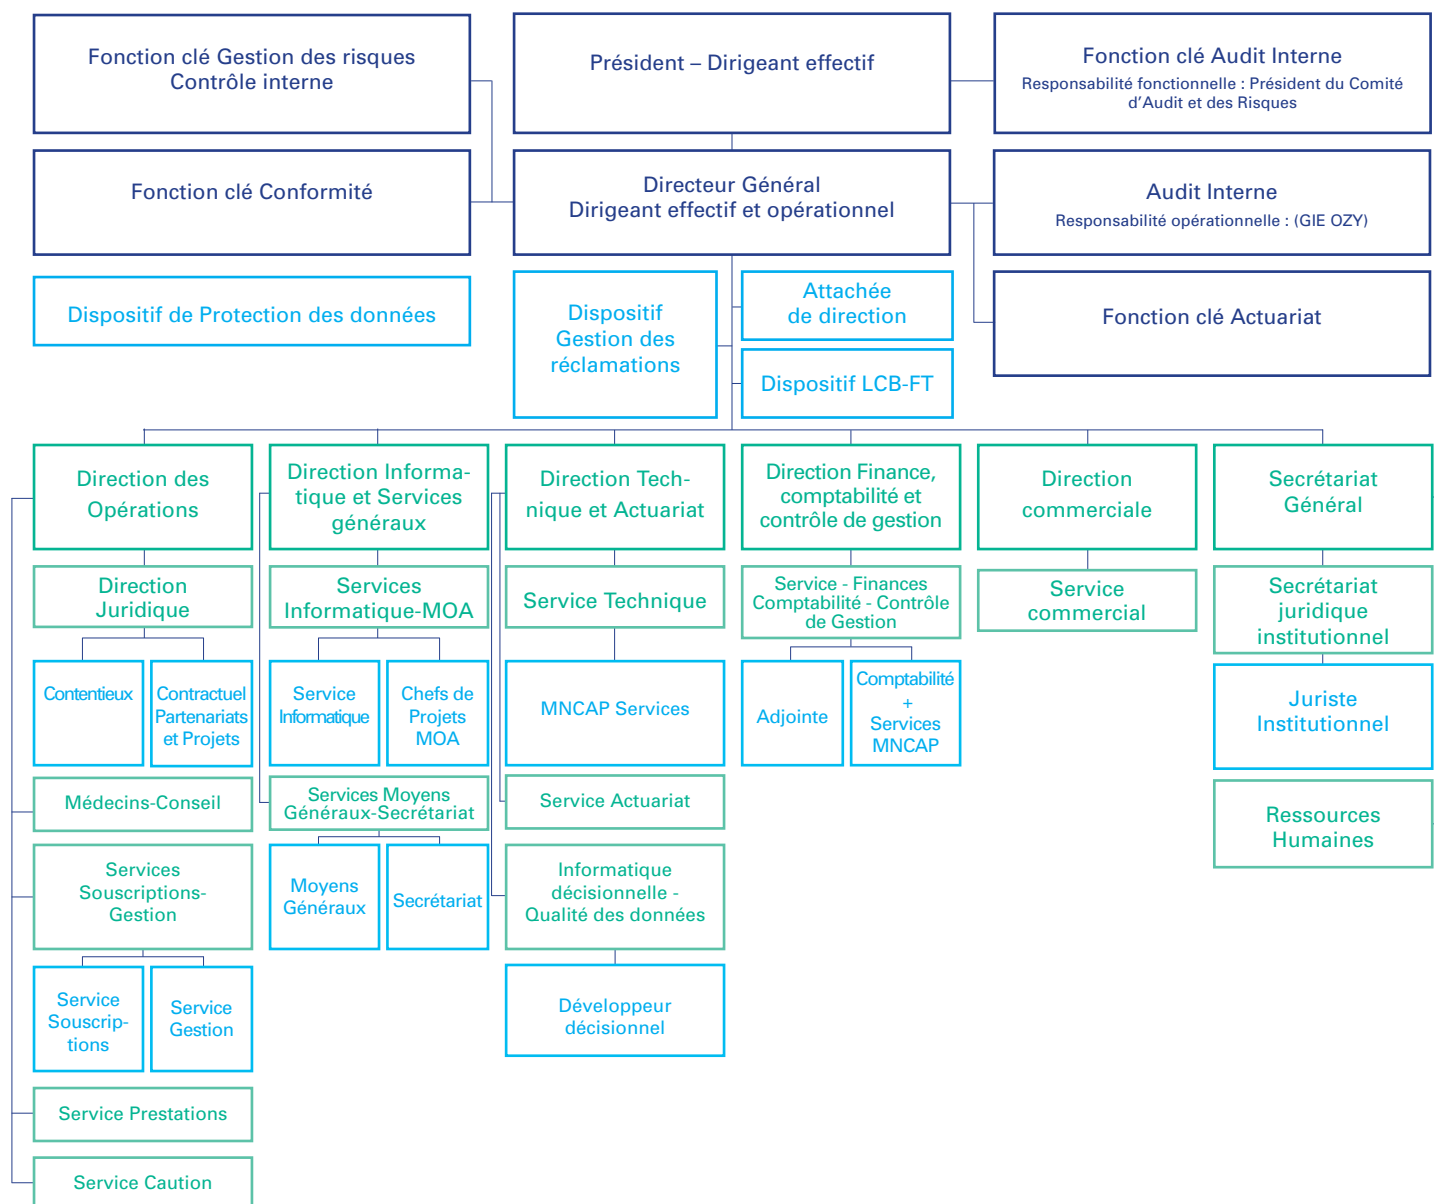 Fonction clé Gestion des risques
Contrôle interne
Président – Dirigeant effectif
Fonction clé Audit Interne
Responsabilité fonctionnelle : Président du Comité
d’Audit et des Risques
Fonction clé Conformité
Directeur Général
Dirigeant effectif et opérationnel
Audit Interne
Responsabilité opérationnelle : (GIE OZY)
Dispositif de Protection des données
Dispositif
Gestion des
réclamations
Attachée
de direction
Dispositif LCB-FT
Fonction clé Actuariat
Direction des
Opérations
Direction Informa-
tique et Services
généraux
Direction Tech-
nique et Actuariat
Direction Finance,
comptabilité et
contrôle de gestion
Direction
commerciale
Secrétariat
Général
Direction
Juridique
Services
Informatique-MOA
Service Technique
Service - Finances
Comptabilité - Contrôle
de Gestion
Service
commercial
Secrétariat
juridique
institutionnel
Contentieux
Contractuel
Partenariats
et Projets
Service
Informatique
Chefs de
Projets
MOA
MNCAP Services
Adjointe
Comptabilité
+
Services
MNCAP
Juriste
Institutionnel
Médecins-Conseil
Services Moyens
Généraux-Secrétariat
Service Actuariat
Ressources
Humaines
Services
Souscriptions-
Gestion
Moyens
Généraux
Secrétariat
Informatique
décisionnelle -
Qualité des données
Service
Souscrip-
tions
Service
Gestion
Développeur
décisionnel
Service Prestations
Service Caution